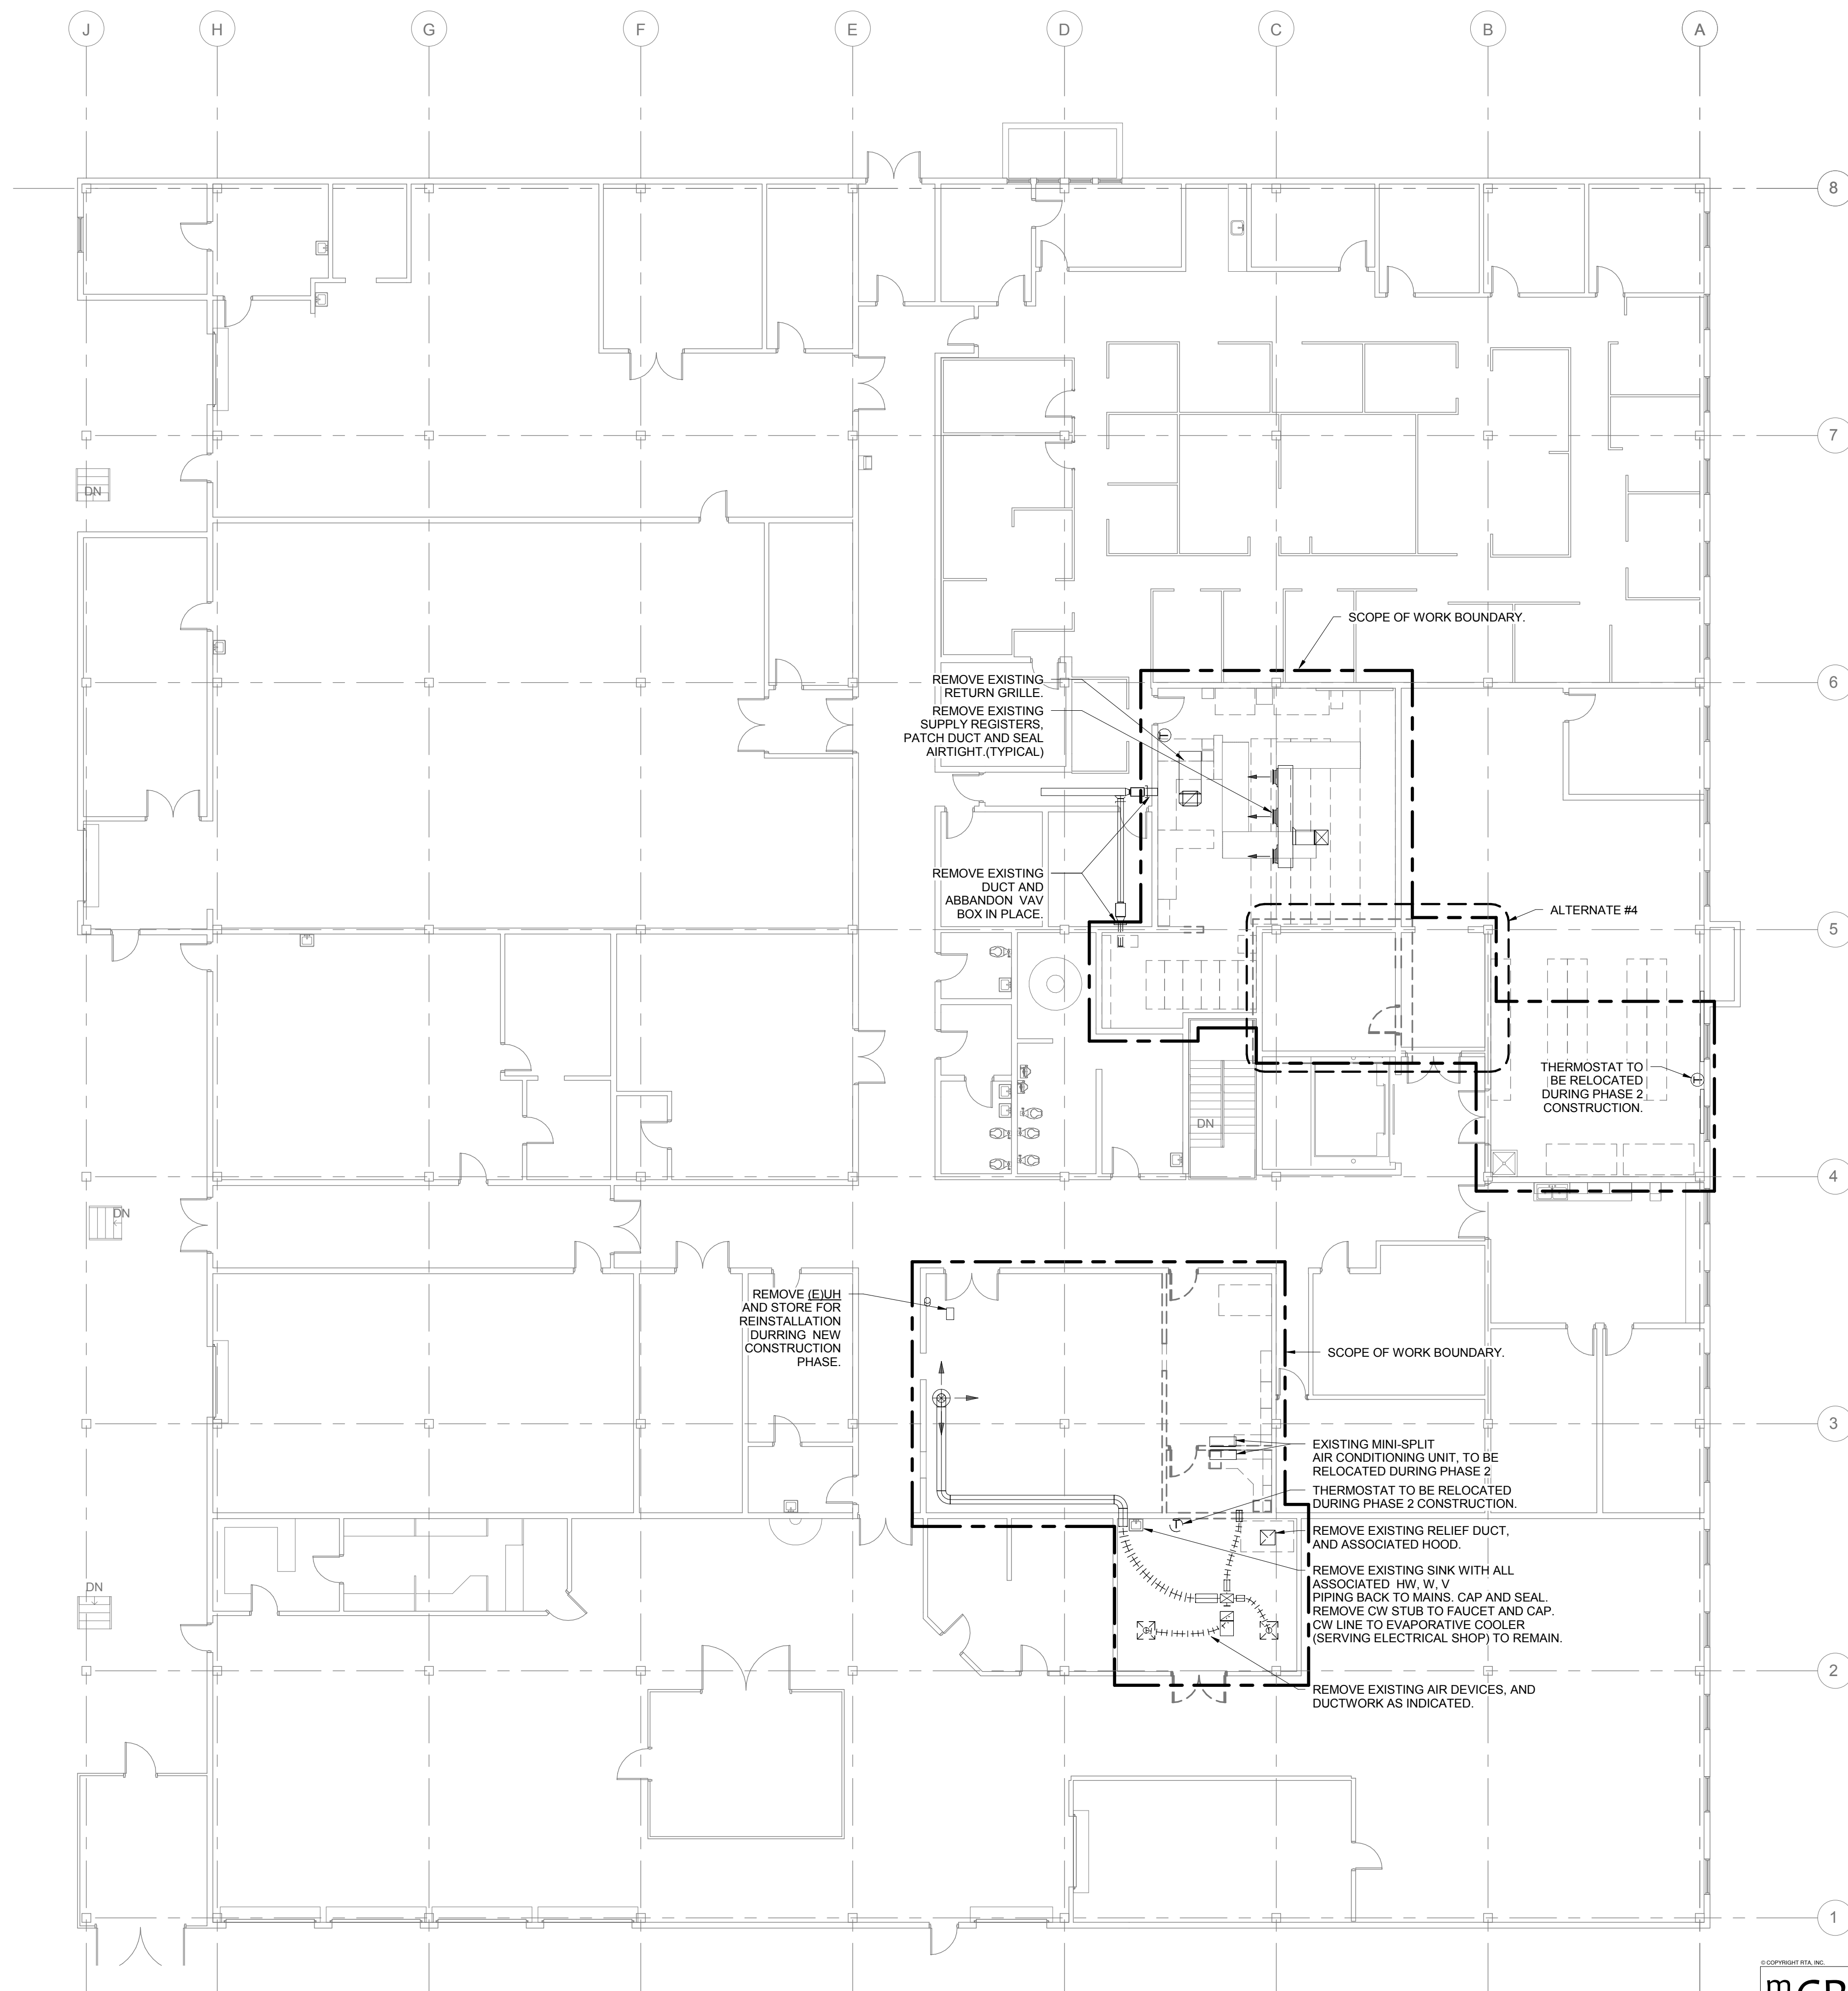 J
H
G
F
E
D
C
B
A
8
7
DN
SCOPE OF WORK BOUNDARY.
REMOVE EXISTING
RETURN GRILLE.
6
REMOVE EXISTING
SUPPLY REGISTERS,
PATCH DUCT AND SEAL
AIRTIGHT.(TYPICAL)
T
REMOVE EXISTING
DUCT AND
ABBANDON VAV
BOX IN PLACE.
ALTERNATE #4
5
THERMOSTAT TO
BE RELOCATED
DURING PHASE 2
CONSTRUCTION.
T
DN
4
DN
REMOVE (E)UH
AND STORE FOR
REINSTALLATION
DURRING NEW
CONSTRUCTION
PHASE.
SCOPE OF WORK BOUNDARY.
3
EXISTING MINI-SPLIT
AIR CONDITIONING UNIT, TO BE
RELOCATED DURING PHASE 2
THERMOSTAT TO BE RELOCATED
DURING PHASE 2 CONSTRUCTION.
T
REMOVE EXISTING RELIEF DUCT,
AND ASSOCIATED HOOD.
REMOVE EXISTING SINK WITH ALL
ASSOCIATED HW, W, V
PIPING BACK TO MAINS. CAP AND SEAL.
REMOVE CW STUB TO FAUCET AND CAP.
CW LINE TO EVAPORATIVE COOLER
(SERVING ELECTRICAL SHOP) TO REMAIN.
DN
2
REMOVE EXISTING AIR DEVICES, AND
DUCTWORK AS INDICATED.
1
© COPYRIGHT RTA, INC.